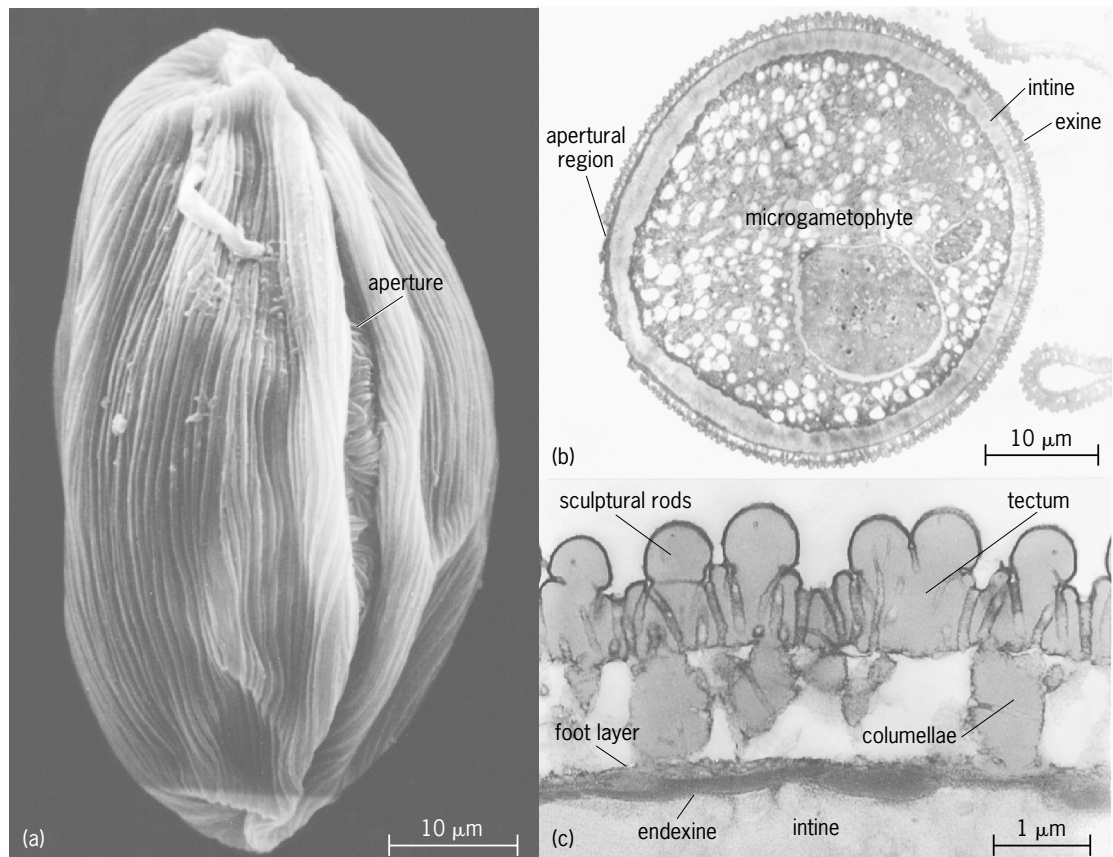 aperture
(a)
10 μm
intine
exine
apertural
region
microgametophyte
(b)
10 μm
sculptural rods
tectum
foot layer
columellae
endexine
intine
(c)
1 μm